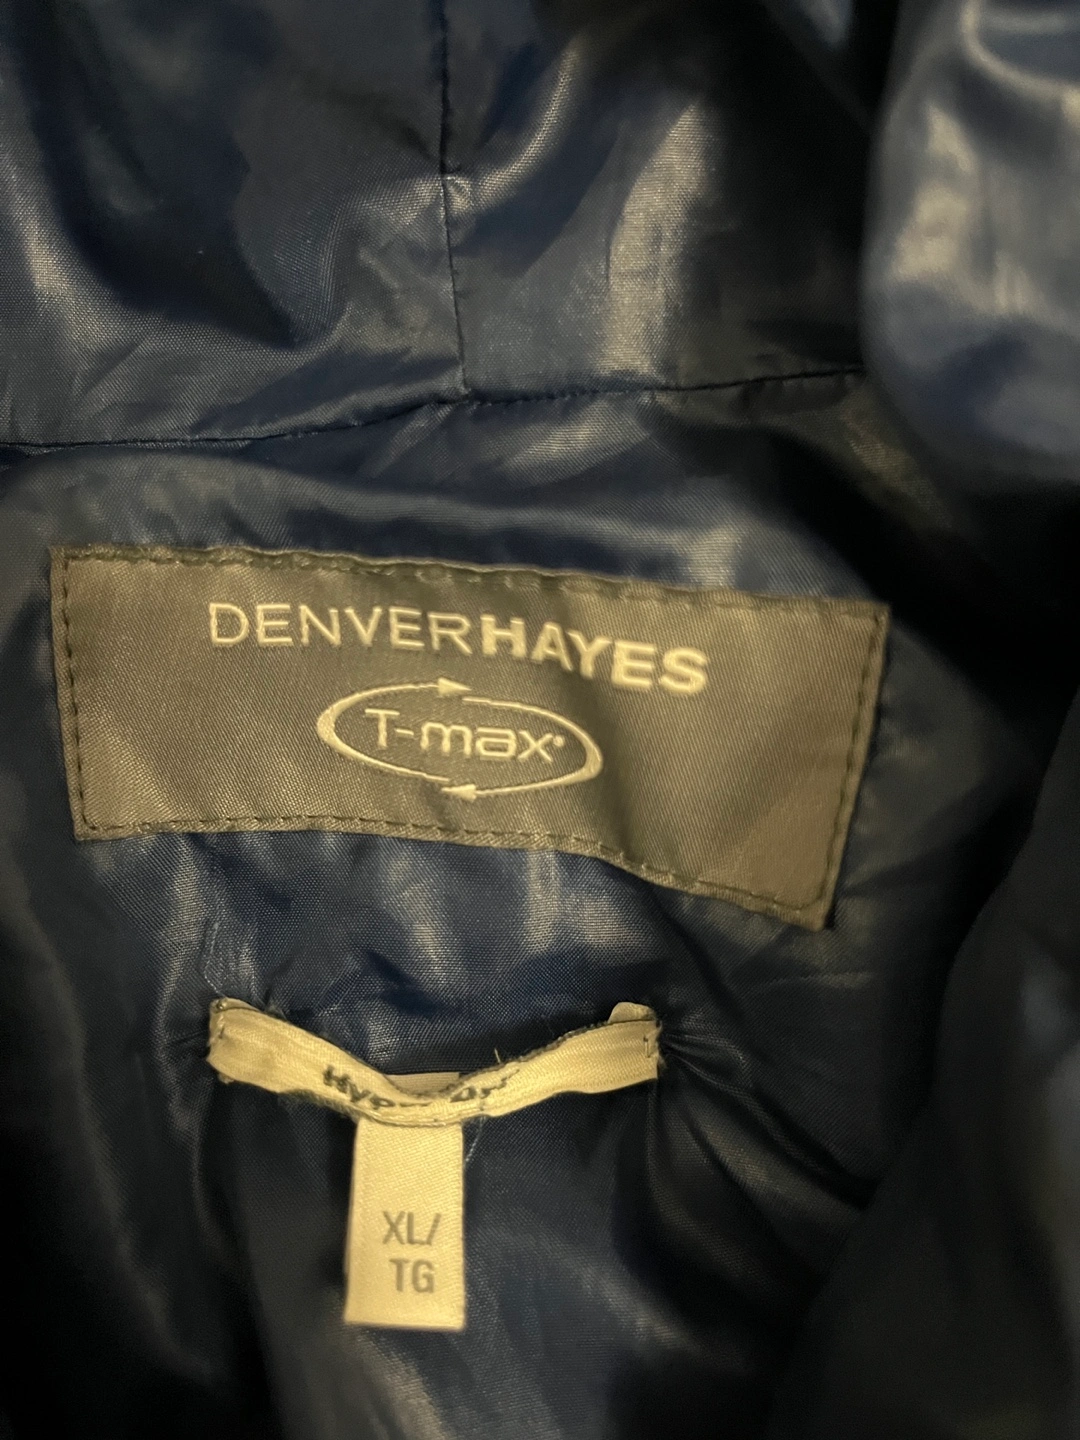 DENVERHAYES
T-max
XL/
TG